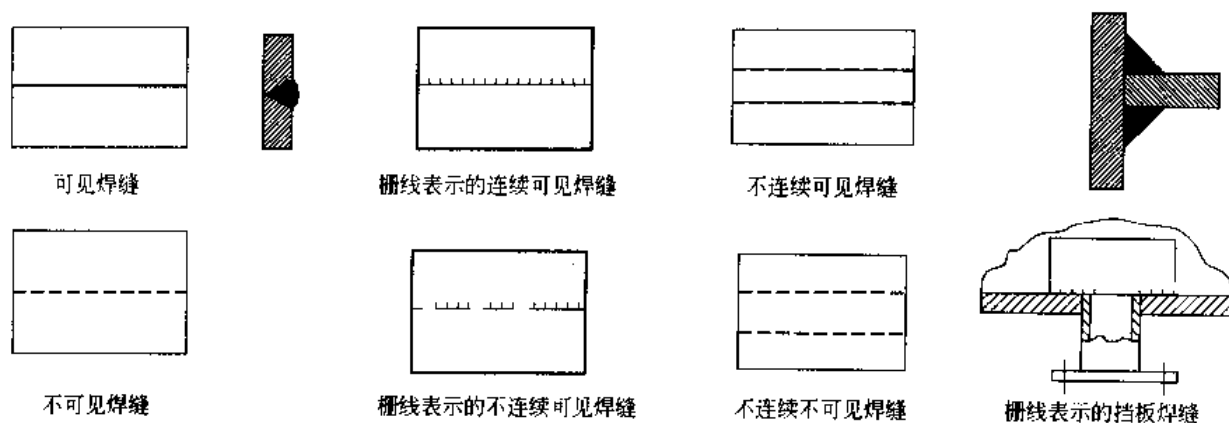 可见焊缝
栅线表示的连续可见焊缝
不连续可见焊缝
不可见焊缝
栅线表示的不连续可见焊缝
不连续不可见焊缝
栅线表示的挡板焊缝